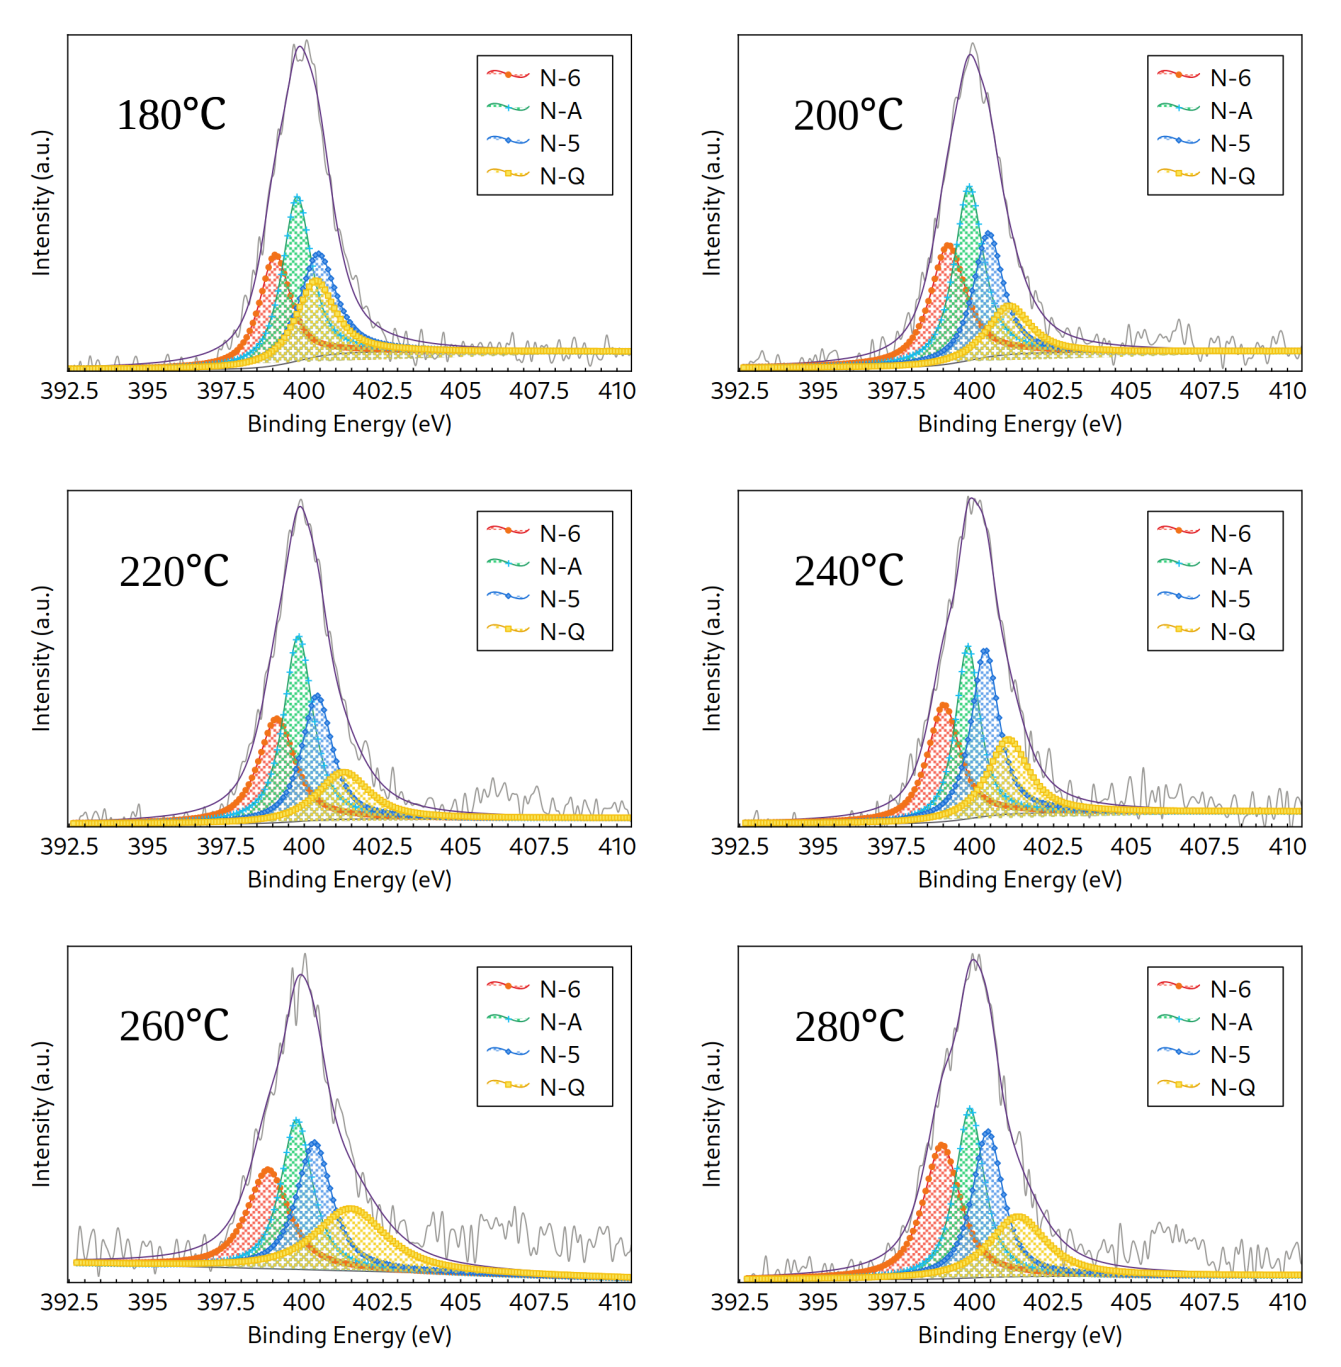 180℃
N-6
N-A
N-5
N-Q
Intensity (a.u.)
392.5 395 397.5 400 402.5 405 407.5 410
Binding Energy (eV)
200℃
N-6
N-A
N-5
N-Q
Intensity (a.u.)
392.5 395 397.5 400 402.5 405 407.5 410
Binding Energy (eV)
220℃
N-6
N-A
N-5
N-Q
Intensity (a.u.)
392.5 395 397.5 400 402.5 405 407.5 410
Binding Energy (eV)
240℃
N-6
N-A
N-5
N-Q
Intensity (a.u.)
392.5 395 397.5 400 402.5 405 407.5 410
Binding Energy (eV)
260℃
N-6
N-A
N-5
N-Q
Intensity (a.u.)
392.5 395 397.5 400 402.5 405 407.5 410
Binding Energy (eV)
280℃
N-6
N-A
N-5
N-Q
Intensity (a.u.)
392.5 395 397.5 400 402.5 405 407.5 410
Binding Energy (eV)